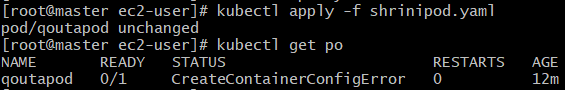 [root@master ec2-user]# kubectl apply -f shrinipod.yaml
pod/qoutapod unchanged
[root@master ec2-user]# kubectl get po
NAME READY STATUS RESTARTS AGE
qoutapod 0/1 CreateContainerConfigError 0 12m